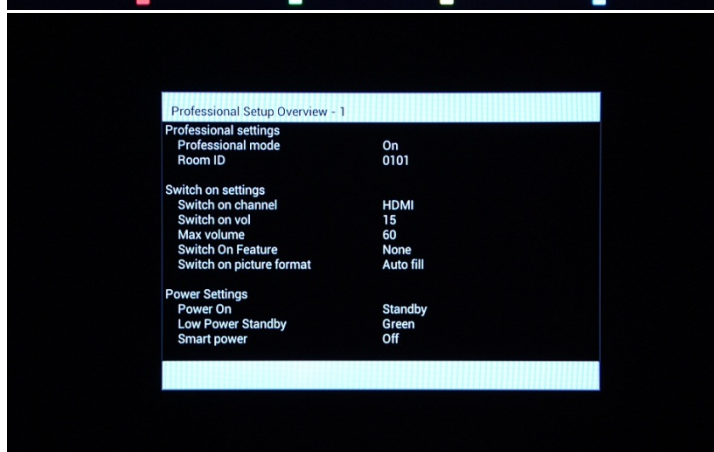 Professional Setup Overview - 1
Professional settings
Professional mode On
Room ID 0101
Switch on settings
Switch on channel HDMI
Switch on vol 15
Max volume 60
Switch On Feature None
Switch on picture format Auto fill
Power Settings
Power On Standby
Low Power Standby Green
Smart power Off